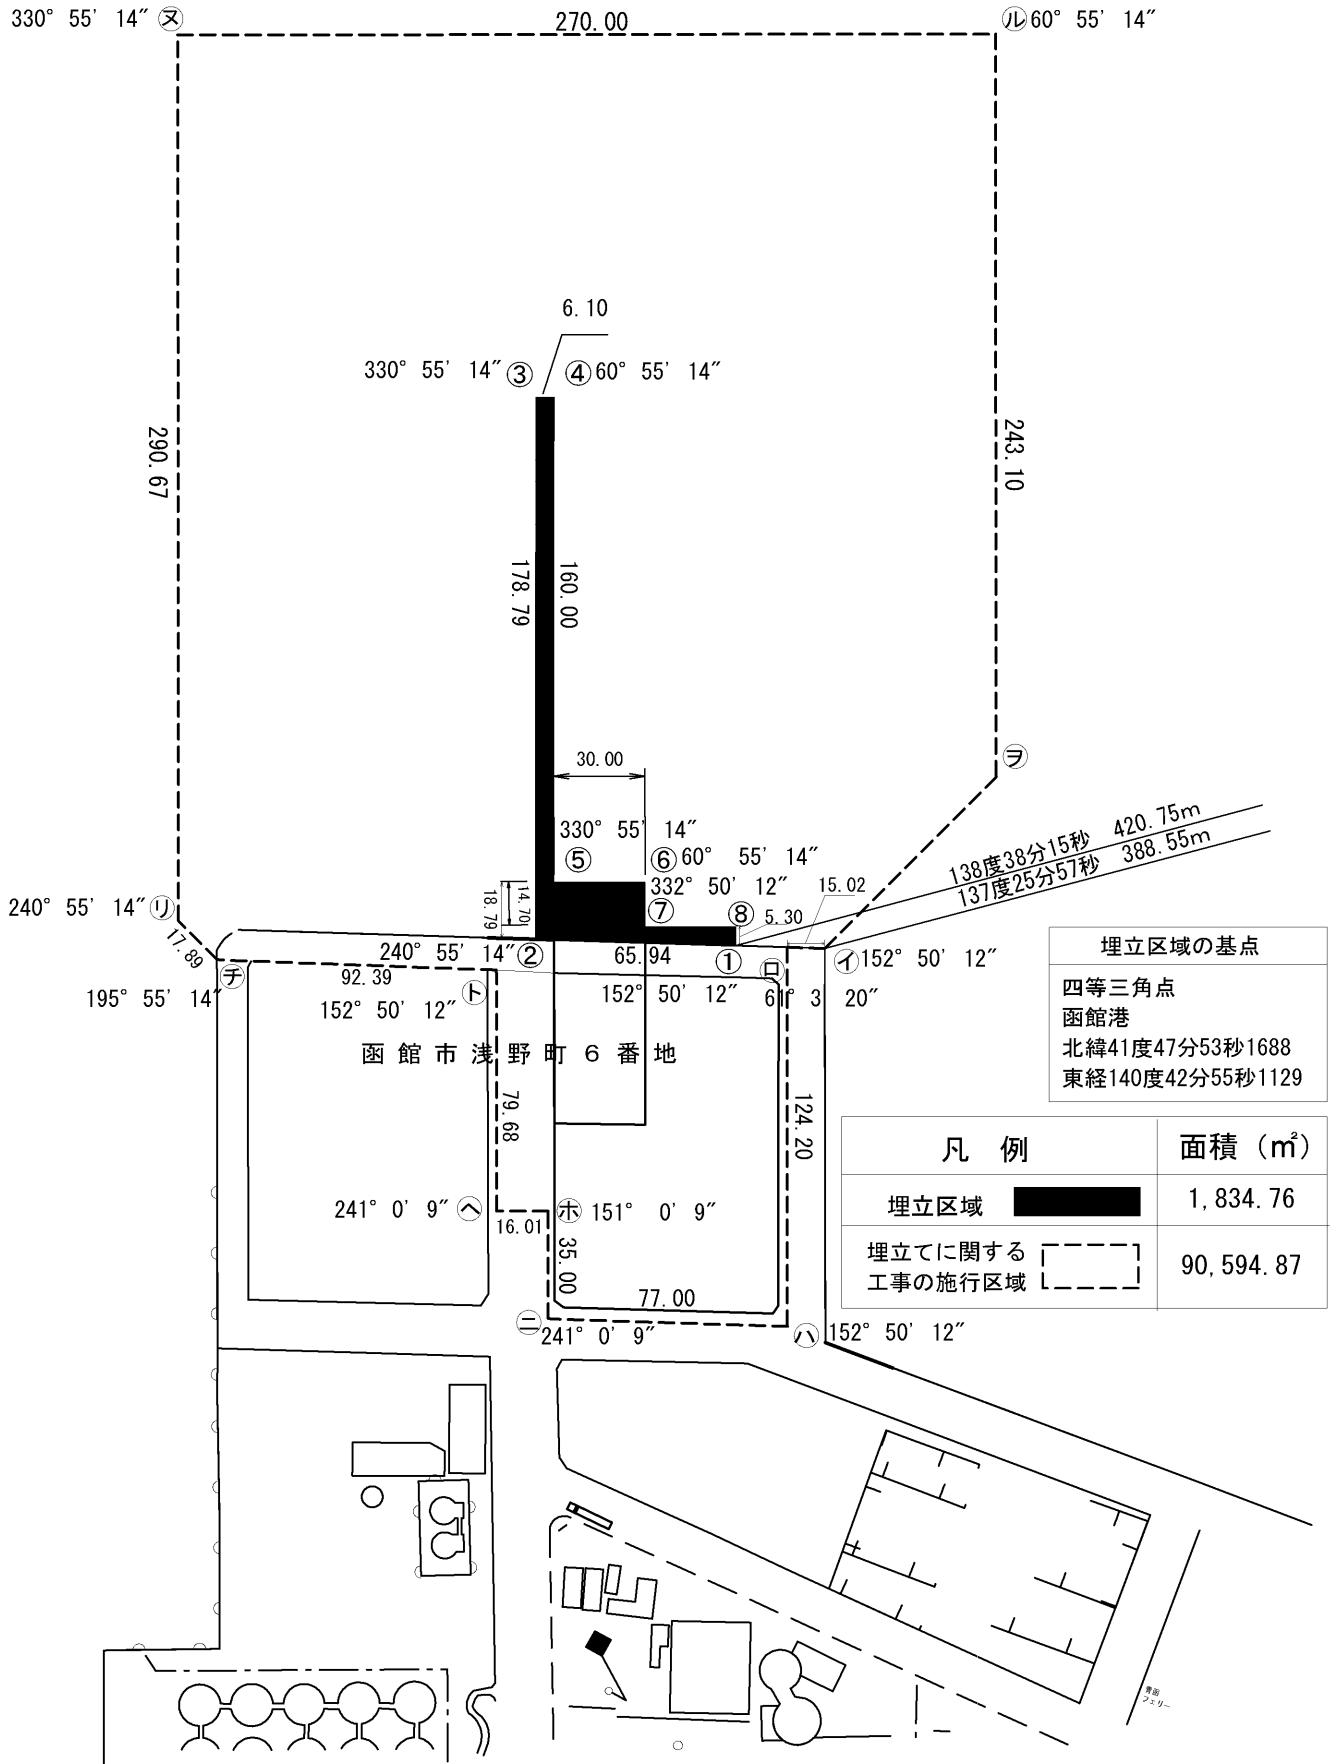 330° 55′ 14″ ㋦
270.00
㋸ 60° 55′ 14″
6.10
330° 55′ 14″ ③
④ 60° 55′ 14″
290.67
243.10
178.79
160.00
30.00
㋾
330° 55′ 14″
⑤
⑥ 60° 55′ 14″
138度38分15秒 420.75m
137度25分57秒 388.55m
332° 50′ 12″
15.02
14.70
18.79
⑦
⑧
5.30
240° 55′ 14″ ㋷
17.89
240° 55′ 14″ ②
65.94
①
㋺
㋑ 152° 50′ 12″
㋠
92.39
195° 55′ 14″
㋣
152° 50′ 12″
152° 50′ 12″
61° 3′ 20″
函館市浅野町6番地
79.68
124.20
埋立区域の基点
四等三角点
函館港
北緯41度47分53秒1688
東経140度42分55秒1129
凡 例
面積（㎡）
埋立区域
1,834.76
埋立てに関する
工事の施行区域
90,594.87
241° 0′ 9″ ㋬
16.01
㋭ 151° 0′ 9″
35.00
77.00
㋥ 241° 0′ 9″
㋩ 152° 50′ 12″
青函
フェリー